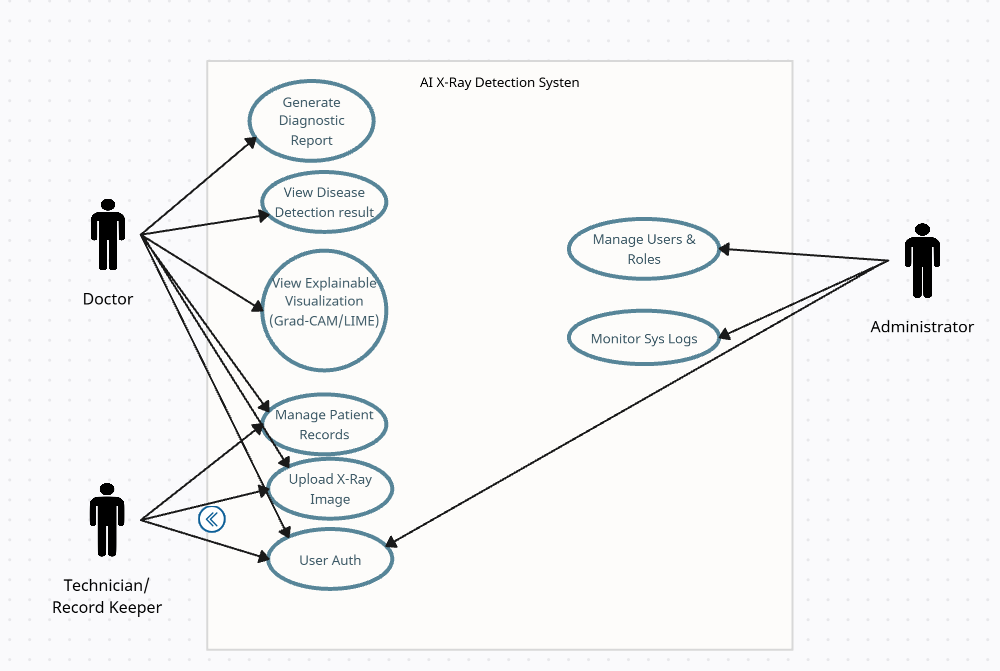 AI X-Ray Detection Systen
Generate
Diagnostic
Report
View Disease
Detection result
View Explainable
Visualization
(Grad-CAM/LIME)
Manage Patient
Records
Upload X-Ray
Image
User Auth
Manage Users &
Roles
Monitor Sys Logs
Doctor
Technician/
Record Keeper
Administrator